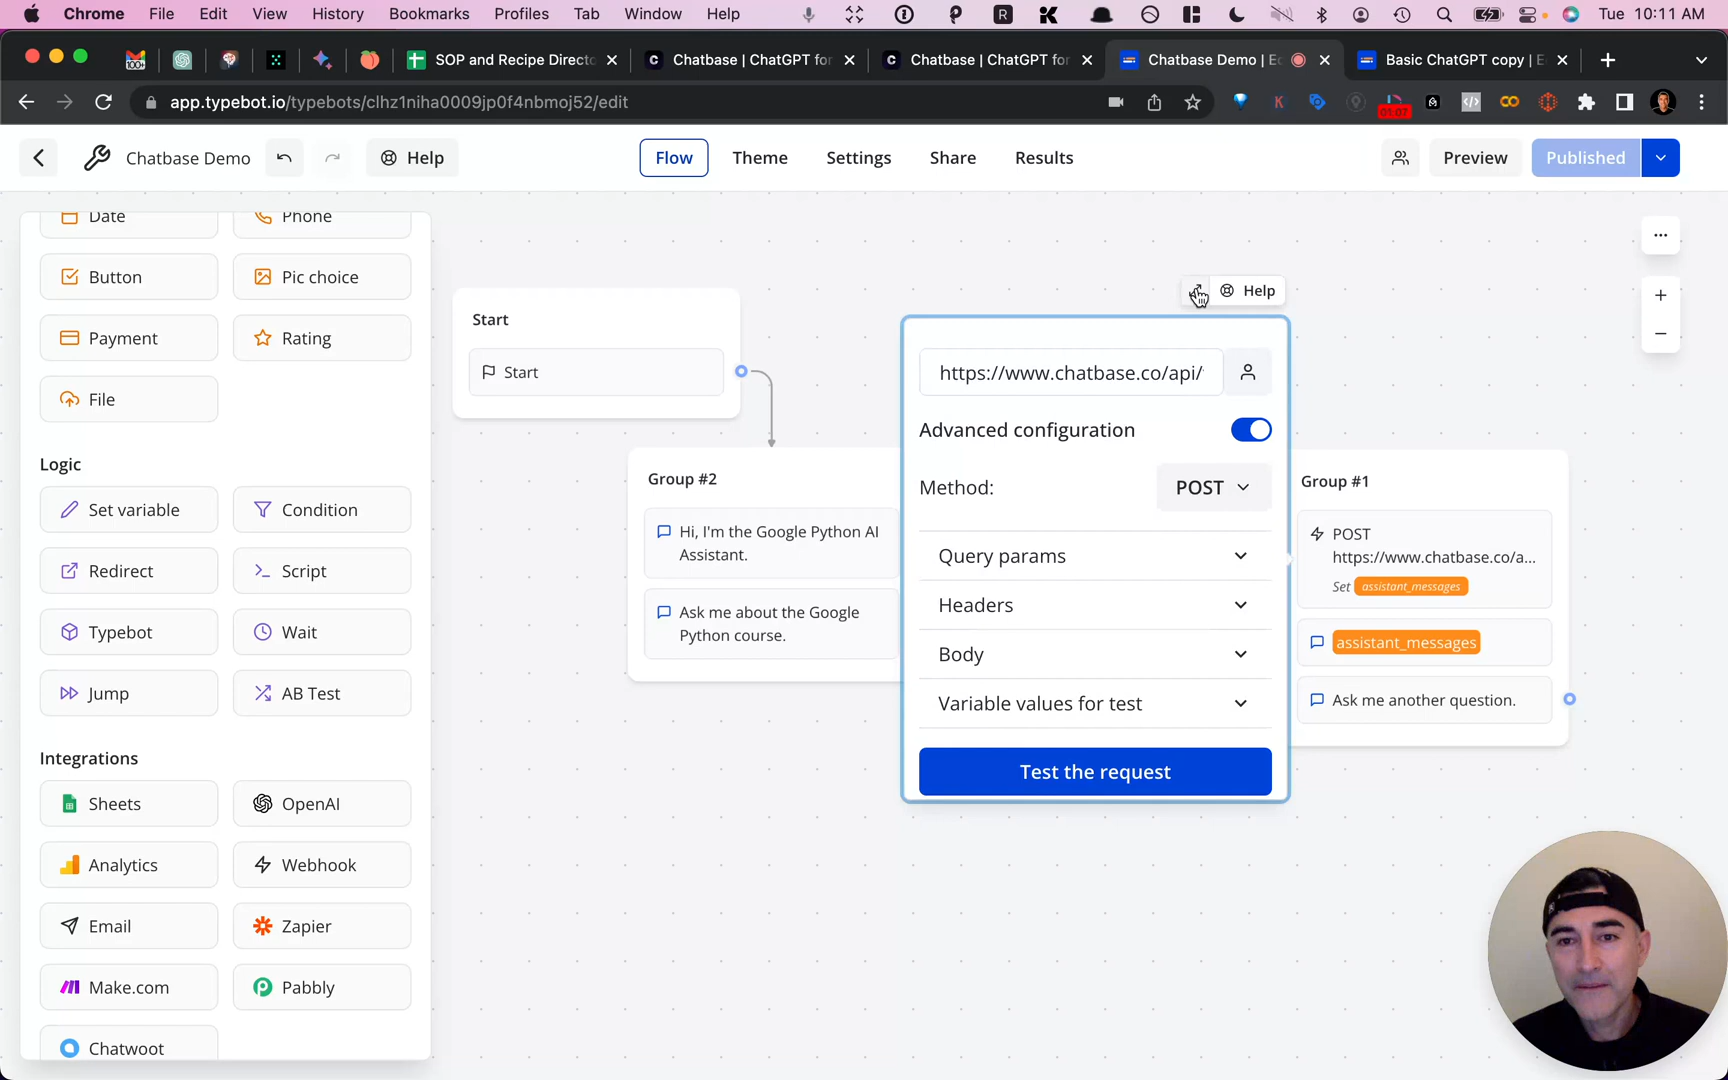 Chrome File Edit View History Bookmarks Profiles Tab Window Help Tue 10:11 AM
SOP and Recipe Directo
Chatbase | ChatGPT for
Chatbase | ChatGPT for
Chatbase Demo | Ed
Basic ChatGPT copy | E
app.typebot.io/typebots/clhz1niha0009jp0f4nbmoj52/edit
Chatbase Demo
Help
Flow
Theme
Settings
Share
Results
Preview
Published
Date
Phone
Button
Pic choice
Payment
Rating
File
Logic
Set variable
Condition
Redirect
Script
Typebot
Wait
Jump
AB Test
Integrations
Sheets
OpenAI
Analytics
Webhook
Email
Zapier
Make.com
Pabbly
Chatwoot
Start
Start
Group #2
Hi, I'm the Google Python AI
Assistant.
Ask me about the Google
Python course.
Help
https://www.chatbase.co/api/
Advanced configuration
Method:
POST
Query params
Headers
Body
Variable values for test
Test the request
Group #1
POST
https://www.chatbase.co/a...
Set assistant_messages
assistant_messages
Ask me another question.